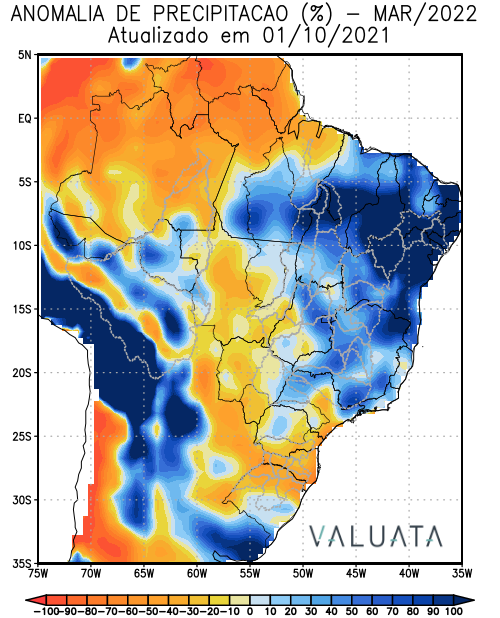 ANOMALIA DE PRECIPITACAO (%) – MAR/2022
Atualizado em 01/10/2021
5N
EQ
5S
10S
15S
20S
25S
30S
35S
VALUATA
75W 70W 65W 60W 55W 50W 45W 40W 35W
-100 -90 -80 -70 -60 -50 -40 -30 -20 -10 0 10 20 30 40 50 60 70 80 90 100